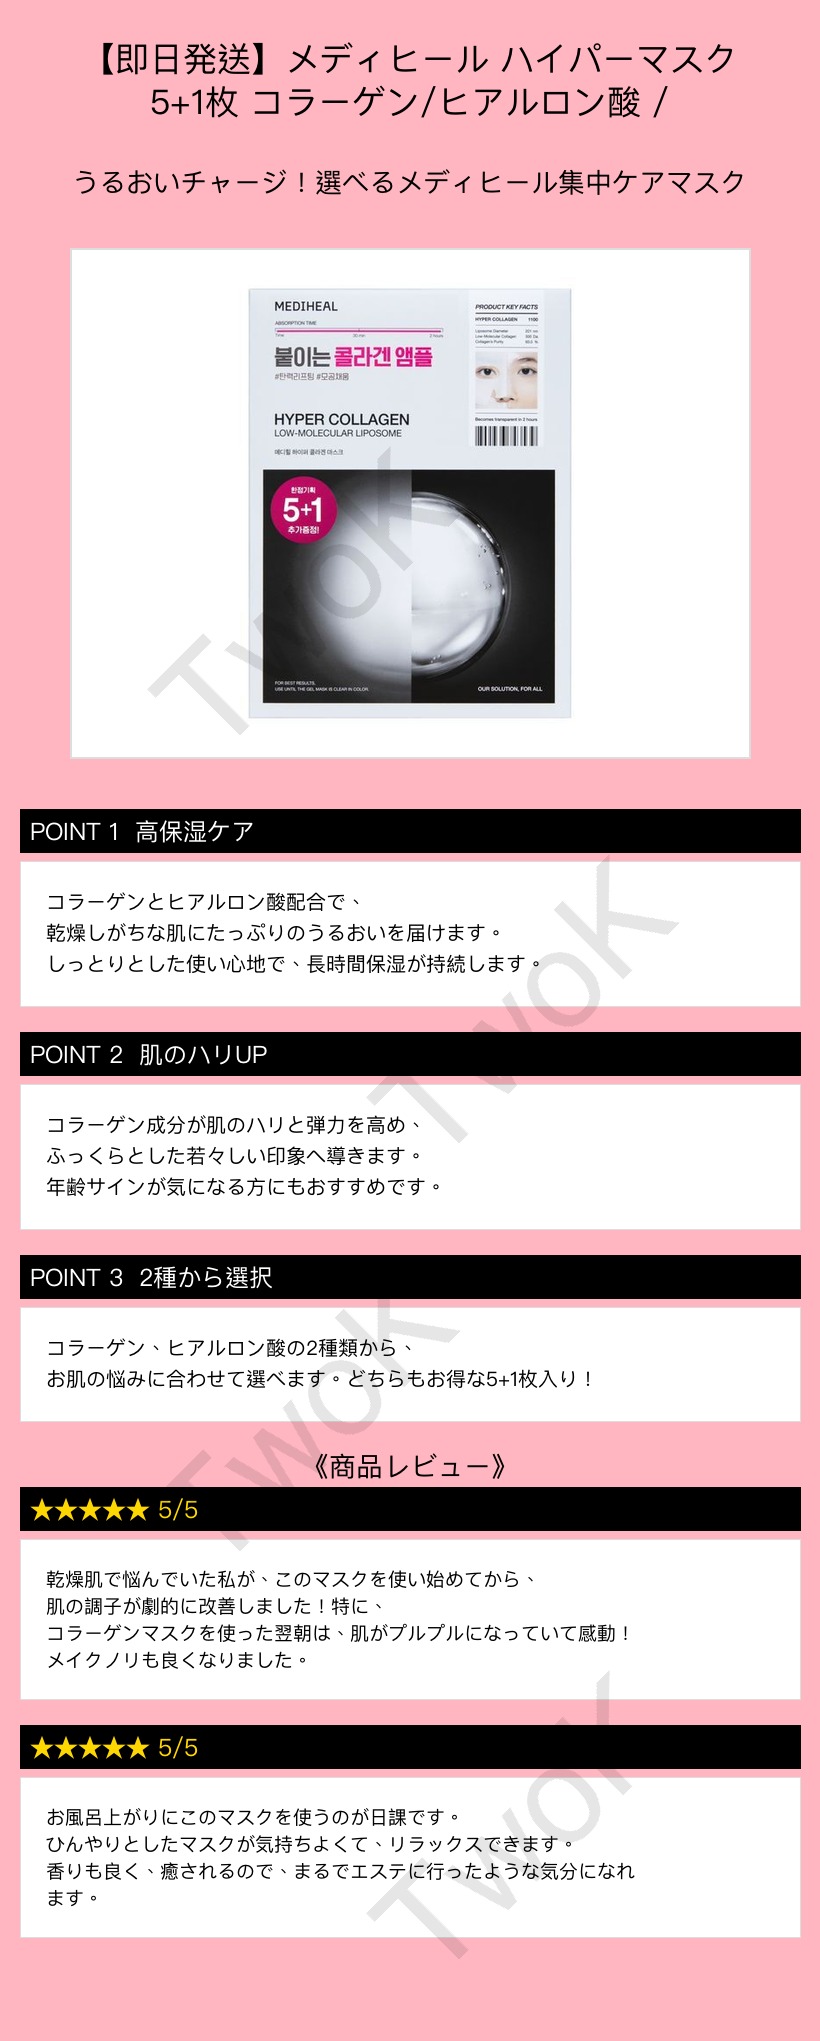 【即日発送】メディヒール ハイパーマスク
5+1枚 コラーゲン/ヒアルロン酸 /
うるおいチャージ！選べるメディヒール集中ケアマスク
MEDIHEAL
ABSORPTION TIME
Time 30 min 2 hours
붙이는 콜라겐 앰플
#탄력리프팅 #모공채움
HYPER COLLAGEN
LOW-MOLECULAR LIPOSOME
메디힐 하이퍼 콜라겐 마스크
PRODUCT KEY FACTS
HYPER COLLAGEN 1100
Liposome Diameter 201 nm
Low-Molecular Collagen 500 Da
Collagen's Purity
Becomes transparent in 2 hours
한정기획
5+1
추가증정!
FOR BEST RESULTS,
USE UNTIL THE GEL MASK IS CLEAR IN COLOR.
OUR SOLUTION, FOR ALL
TwoK
POINT 1 高保湿ケア
コラーゲンとヒアルロン酸配合で、
乾燥しがちな肌にたっぷりのうるおいを届けます。
しっとりとした使い心地で、長時間保湿が持続します。
TwoK
POINT 2 肌のハリUP
コラーゲン成分が肌のハリと弾力を高め、
ふっくらとした若々しい印象へ導きます。
年齢サインが気になる方にもおすすめです。
POINT 3 2種から選択
コラーゲン、ヒアルロン酸の2種類から、
お肌の悩みに合わせて選べます。どちらもお得な5+1枚入り！
TwoK
《商品レビュー》
★★★★★ 5/5
乾燥肌で悩んでいた私が、このマスクを使い始めてから、
肌の調子が劇的に改善しました！特に、
コラーゲンマスクを使った翌朝は、肌がプルプルになっていて感動！
メイクノリも良くなりました。
★★★★★ 5/5
お風呂上がりにこのマスクを使うのが日課です。
ひんやりとしたマスクが気持ちよくて、リラックスできます。
香りも良く、癒されるので、まるでエステに行ったような気分になれ
ます。
TwoK